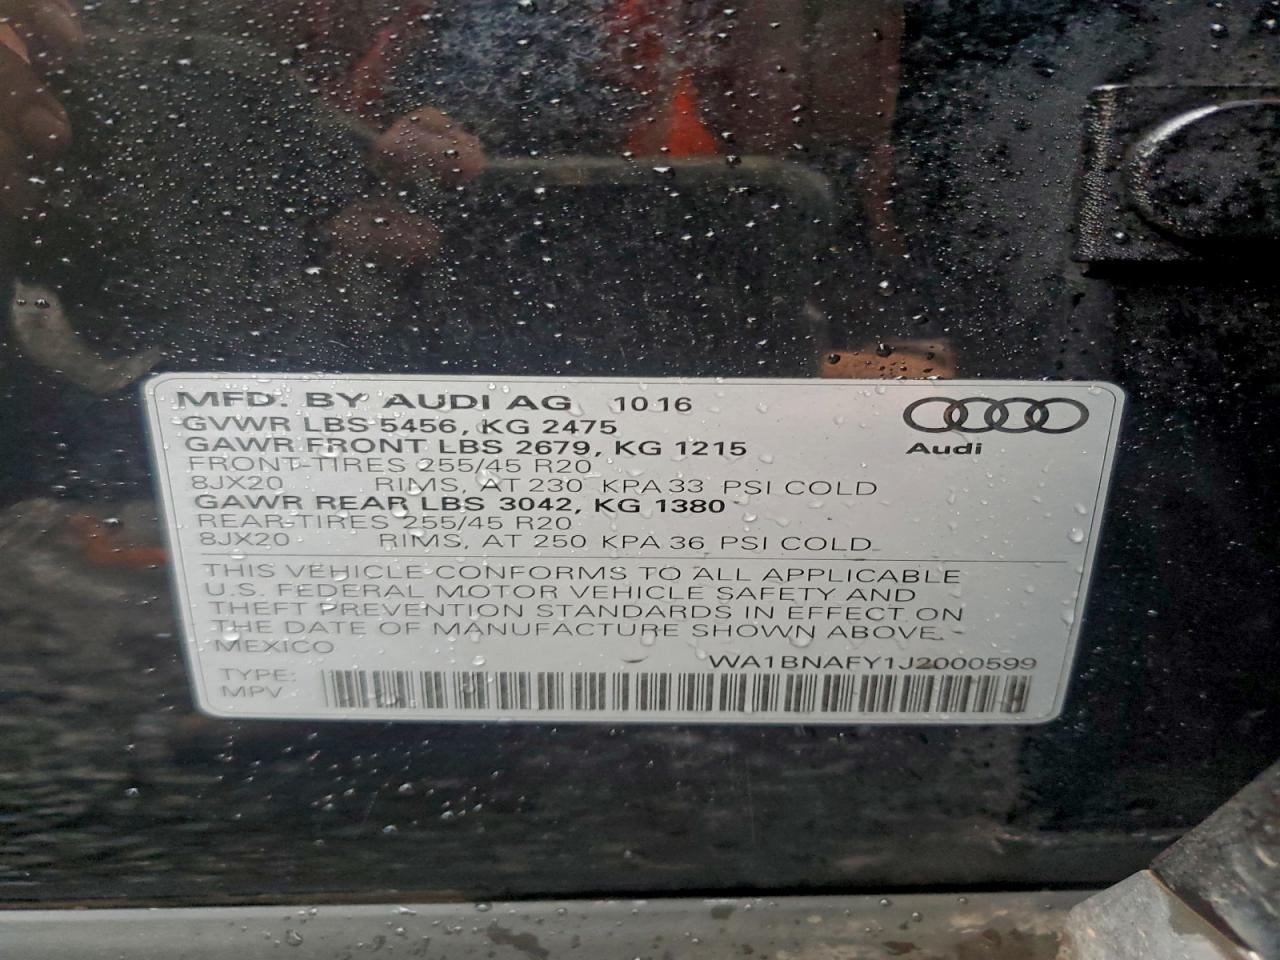 MFD. BY AUDI AG 10 16
GVWR LBS 5456, KG 2475
GAWR FRONT LBS 2679, KG 1215
Audi
FRONT-TIRES 255/45 R20
8JX20 RIMS, AT 230 KPA 33 PSI COLD
GAWR REAR LBS 3042, KG 1380
REAR-TIRES 255/45 R20
8JX20 RIMS, AT 250 KPA 36 PSI COLD
THIS VEHICLE CONFORMS TO ALL APPLICABLE
U.S. FEDERAL MOTOR VEHICLE SAFETY AND
THEFT PREVENTION STANDARDS IN EFFECT ON
THE DATE OF MANUFACTURE SHOWN ABOVE.
MEXICO
WA1BNAFY1J2000599
TYPE:
MPV